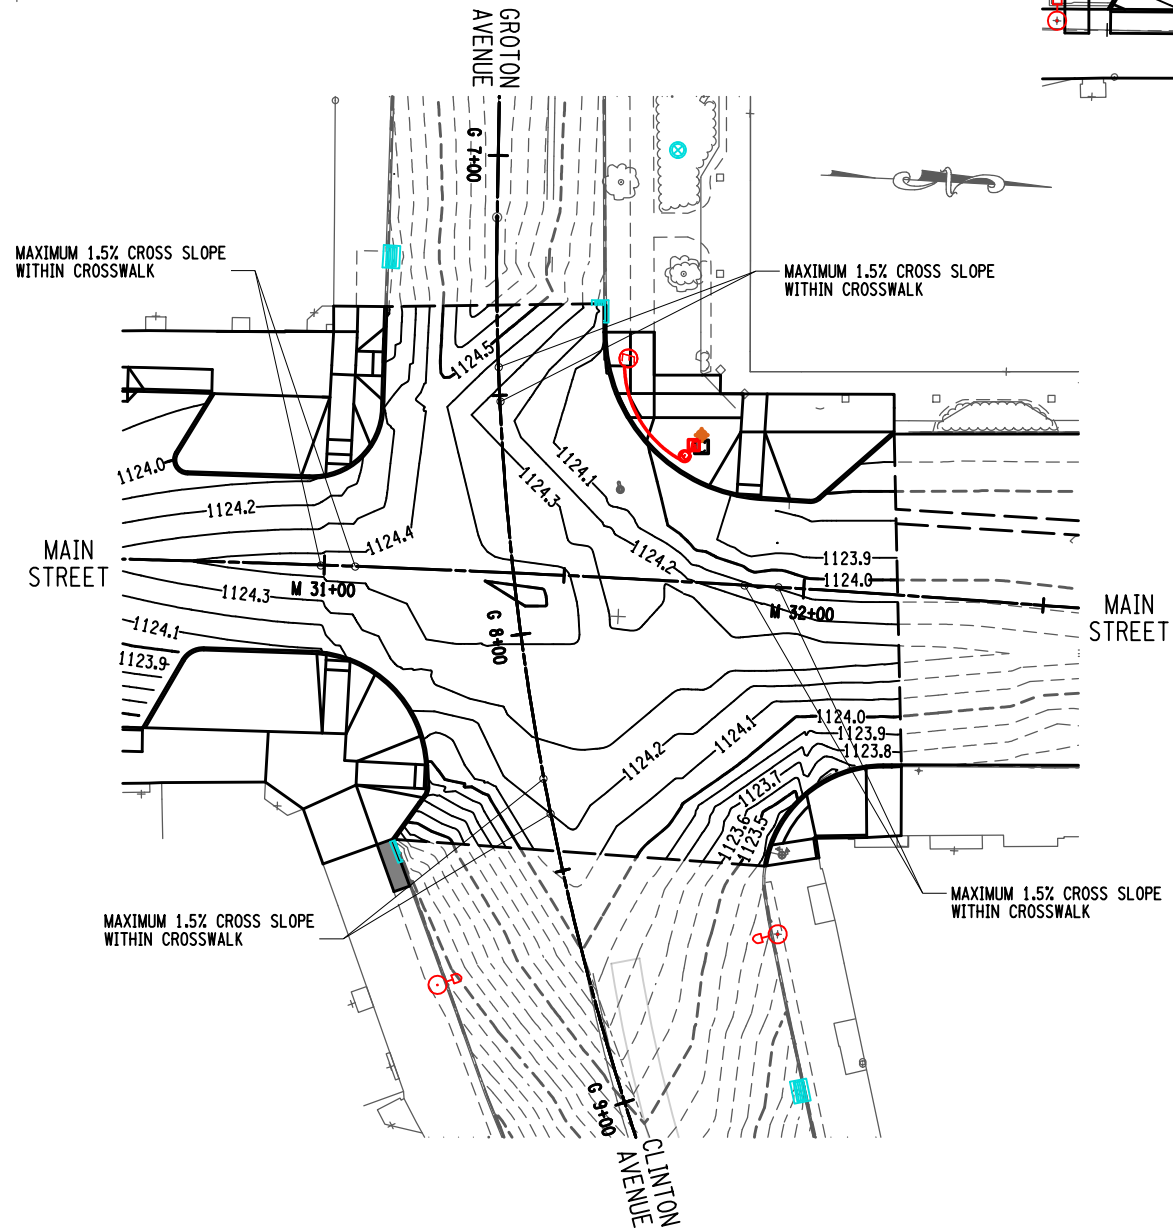 GROTON
AVENUE
G 7+00
MAXIMUM 1.5% CROSS SLOPE
WITHIN CROSSWALK
MAXIMUM 1.5% CROSS SLOPE
WITHIN CROSSWALK
1124.5
1124.0
1124.1
1124.3
1124.2
1124.4
1124.2
MAIN
STREET
1123.9
1124.0
M 31+00
1124.3
M 32+00
MAIN
STREET
1124.1
G 8+00
1123.9
1124.0
1124.1
1123.9
1124.2
1123.8
1123.7
1123.6
1123.5
MAXIMUM 1.5% CROSS SLOPE
WITHIN CROSSWALK
MAXIMUM 1.5% CROSS SLOPE
WITHIN CROSSWALK
G 9+00
CLINTON
AVENUE